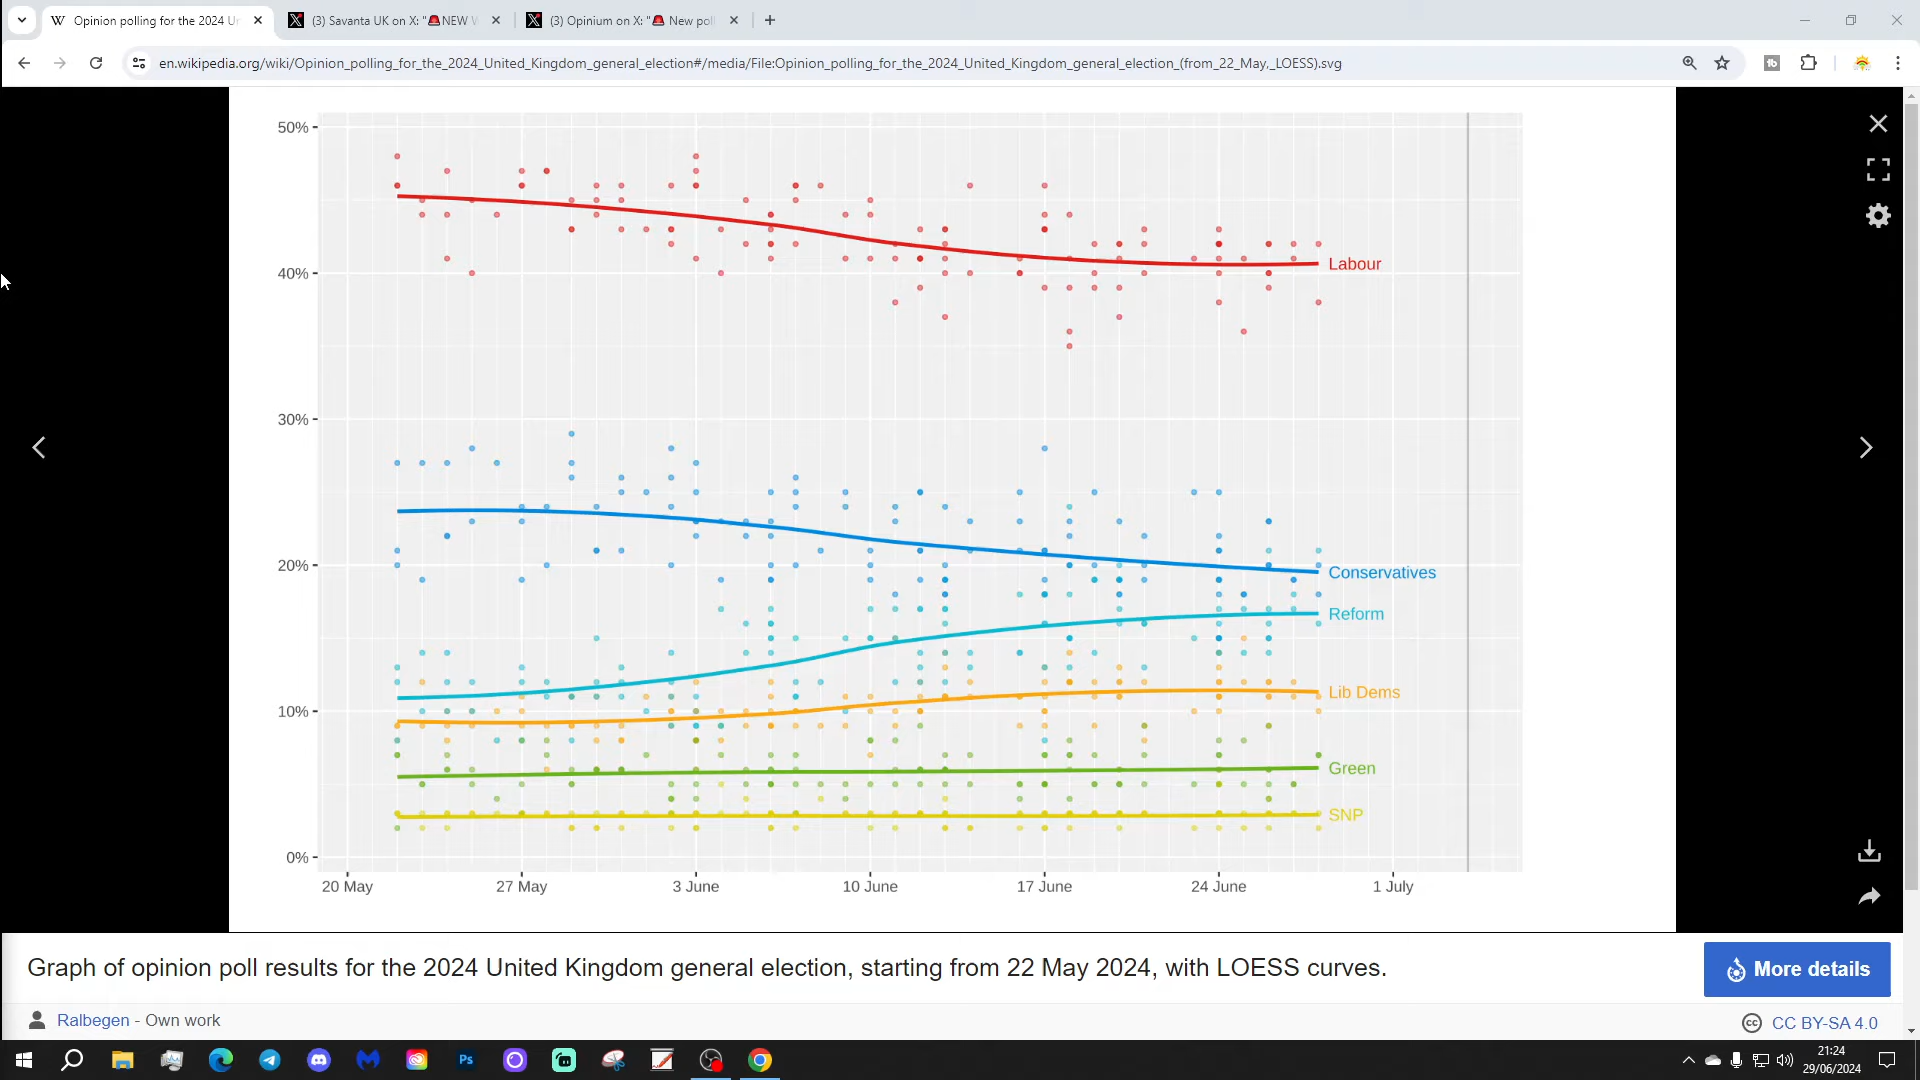 Opinion polling for the 2024 U
(3) Savanta UK on X: "🚨NEW
(3) Opinium on X: "🚨 New pol
en.wikipedia.org/wiki/Opinion_polling_for_the_2024_United_Kingdom_general_election#/media/File:Opinion_polling_for_the_2024_United_Kingdom_general_election_(from_22_May,_LOESS).svg
50%
40%
30%
20%
10%
0%
Labour
Conservatives
Reform
Lib Dems
Green
SNP
20 May
27 May
3 June
10 June
17 June
24 June
1 July
Graph of opinion poll results for the 2024 United Kingdom general election, starting from 22 May 2024, with LOESS curves.
More details
Ralbegen - Own work
CC BY-SA 4.0
Ps
21:24
29/06/2024